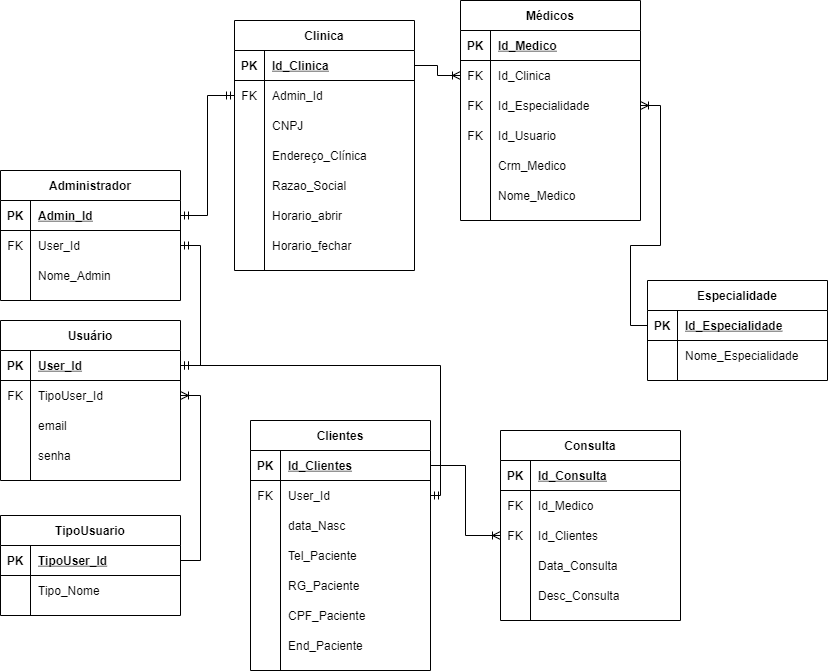 Clinica
PK Id_Clinica
FK Admin_Id
CNPJ
Endereço_Clínica
Razao_Social
Horario_abrir
Horario_fechar
Médicos
PK Id_Medico
FK Id_Clinica
FK Id_Especialidade
FK Id_Usuario
Crm_Medico
Nome_Medico
Administrador
PK Admin_Id
FK User_Id
Nome_Admin
Especialidade
PK Id_Especialidade
Nome_Especialidade
Usuário
PK User_Id
FK TipoUser_Id
email
senha
Clientes
PK Id_Clientes
FK User_Id
data_Nasc
Tel_Paciente
RG_Paciente
CPF_Paciente
End_Paciente
Consulta
PK Id_Consulta
FK Id_Medico
FK Id_Clientes
Data_Consulta
Desc_Consulta
TipoUsuario
PK TipoUser_Id
Tipo_Nome